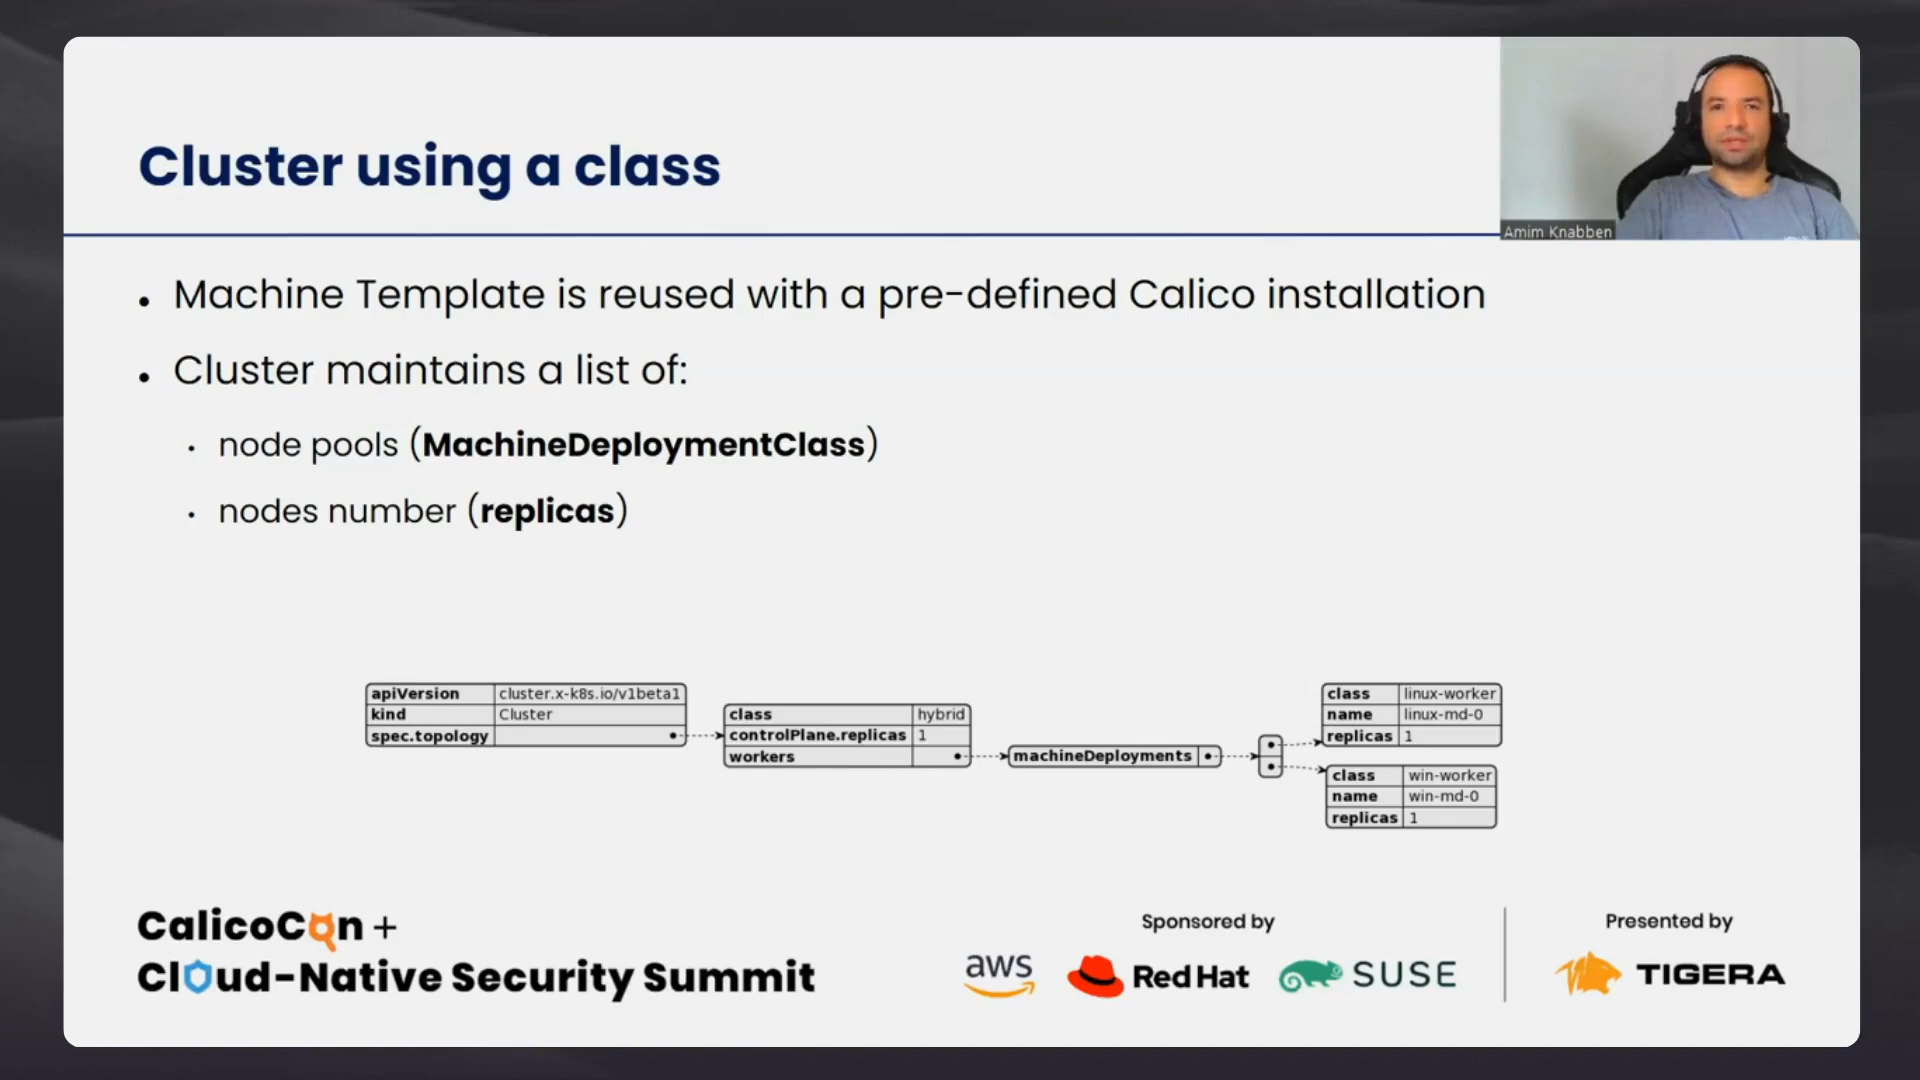 Cluster using a class
Amim Knabben
• Machine Template is reused with a pre-defined Calico installation
• Cluster maintains a list of:
• node pools (MachineDeploymentClass)
• nodes number (replicas)
apiVersion cluster.x-k8s.io/v1beta1
kind Cluster
spec.topology
class hybrid
controlPlane.replicas 1
workers
machineDeployments
class linux-worker
name linux-md-0
replicas 1
class win-worker
name win-md-0
replicas 1
CalicoCon +
Cloud-Native Security Summit
Sponsored by
aws
Red Hat
SUSE
Presented by
TIGERA